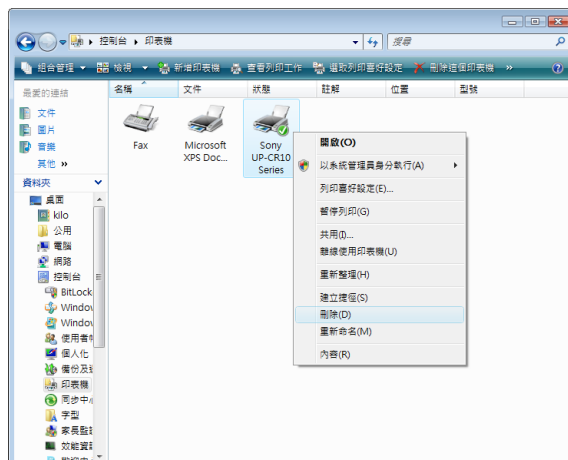 控制台 ▸ 印表機
搜尋
組合管理 檢視 新增印表機 查看列印工作 選取列印喜好設定 刪除這個印表機 »
最愛的連結
文件
圖片
音樂
其他 »
資料夾
桌面
kilo
公用
電腦
網路
控制台
BitLock
Window
Window
使用者帳
個人化
備份及還
印表機
同步中心
字型
家長監護
效能資訊
名稱 文件 狀態 註解 位置 型號
Fax
Microsoft
XPS Doc...
Sony
UP-CR10
Series
開啟(O)
以系統管理員身分執行(A)
列印喜好設定(E)...
暫停列印(G)
共用(I)...
離線使用印表機(U)
重新整理(H)
建立捷徑(S)
刪除(D)
重新命名(M)
內容(R)